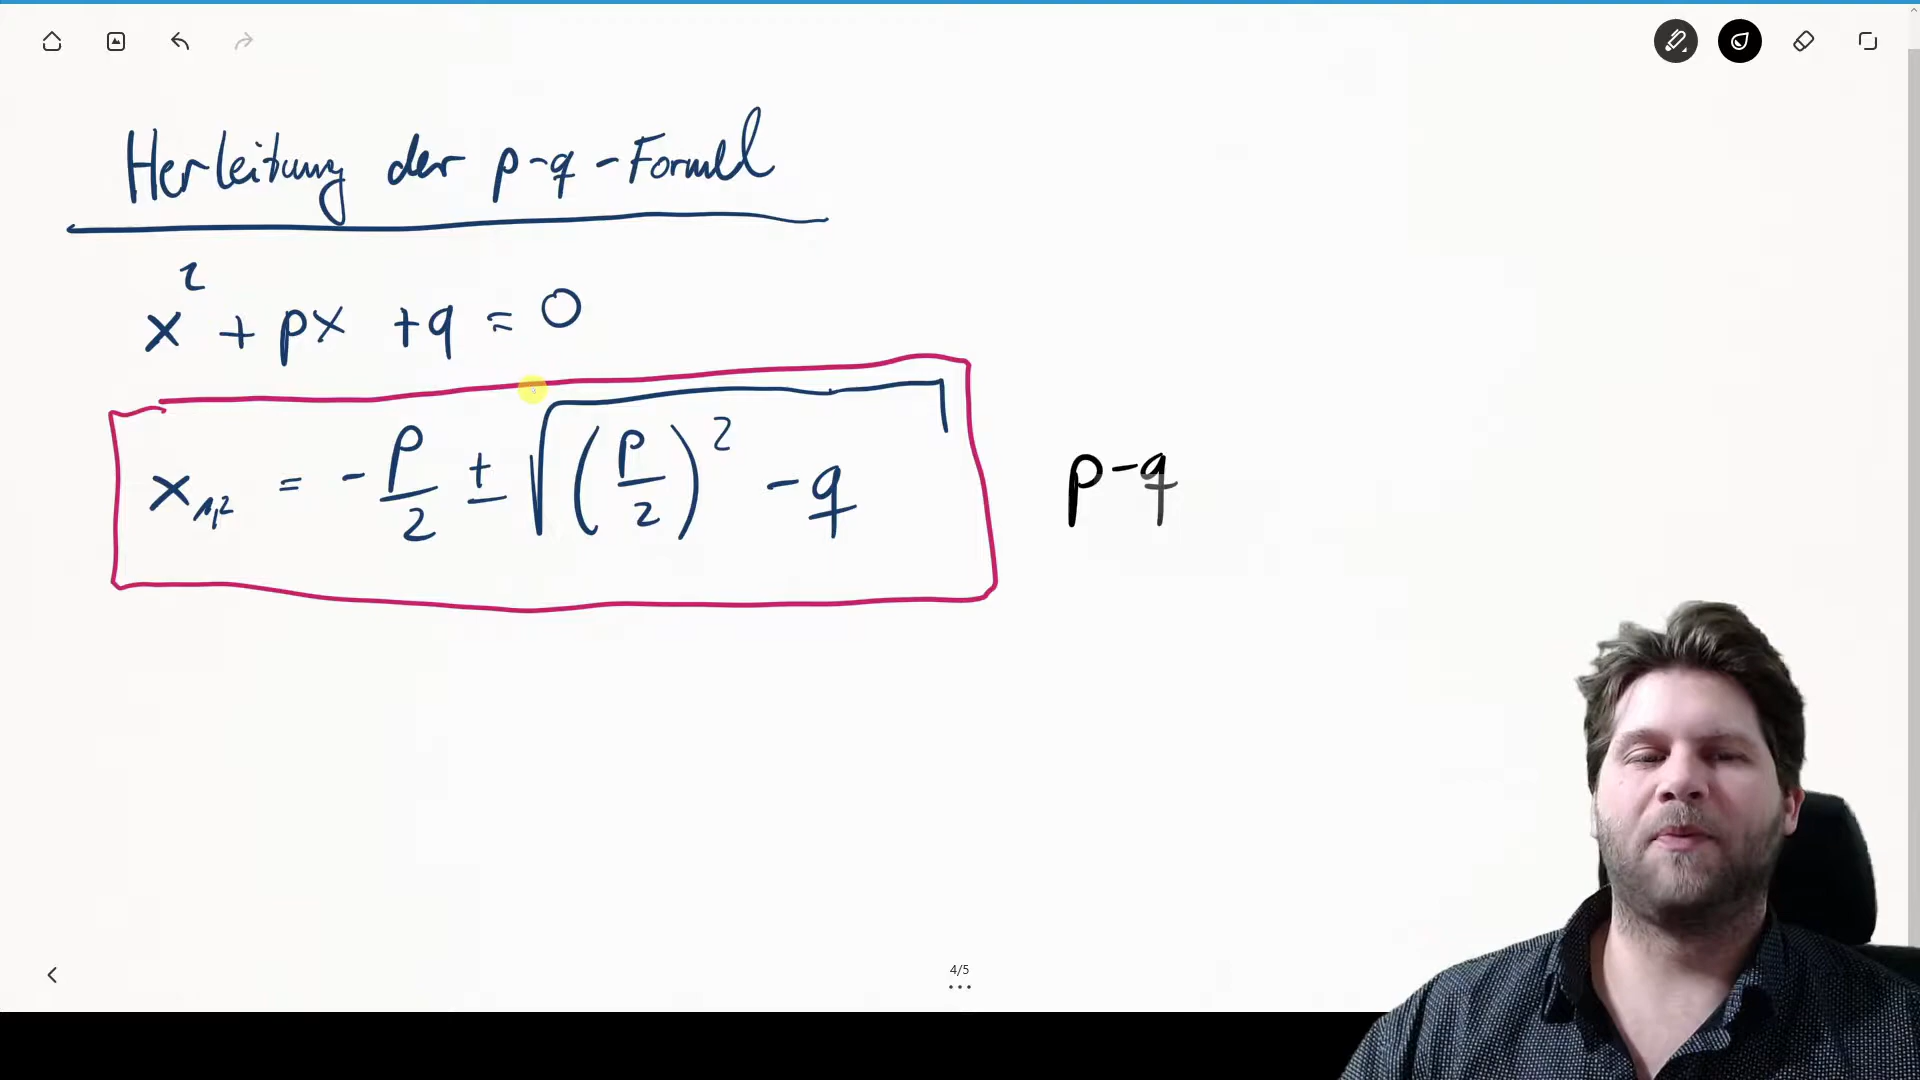 Herleitung der p-q-Formel
x² + px + q = 0
x₁,₂ = - p/2 ± √((p/2)² - q)
p-q
4/5